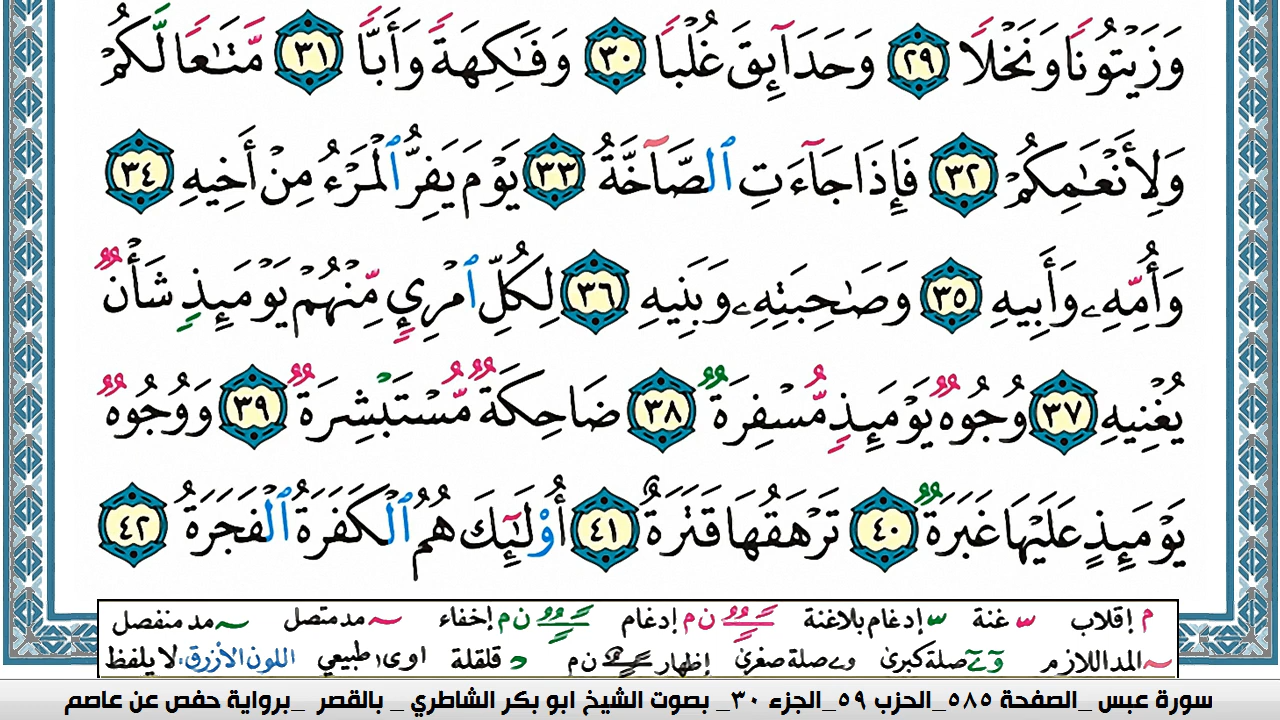 وَزَيْتُونًا وَنَخْلًا ٢٩ وَحَدَآئِقَ غُلْبًا ٣٠ وَفَـٰكِهَةً وَأَبًّا ٣١ مَّتَـٰعًا لَّكُمْ
وَلِأَنْعَـٰمِكُمْ ٣٢ فَإِذَا جَآءَتِ ٱلصَّآخَّةُ ٣٣ يَوْمَ يَفِرُّ ٱلْمَرْءُ مِنْ أَخِيهِ ٣٤
وَأُمِّهِۦ وَأَبِيهِ ٣٥ وَصَـٰحِبَتِهِۦ وَبَنِيهِ ٣٦ لِكُلِّ ٱمْرِئٍ مِّنْهُمْ يَوْمَئِذٍ شَأْنٌ
يُغْنِيهِ ٣٧ وُجُوهٌ يَوْمَئِذٍ مُّسْفِرَةٌ ٣٨ ضَاحِكَةٌ مُّسْتَبْشِرَةٌ ٣٩ وَوُجُوهٌ
يَوْمَئِذٍ عَلَيْهَا غَبَرَةٌ ٤٠ تَرْهَقُهَا قَتَرَةٌ ٤١ أُو۟لَـٰٓئِكَ هُمُ ٱلْكَفَرَةُ ٱلْفَجَرَةُ ٤٢
م إقلاب س غنة س إدغام بلاغنة ن م إدغام ن م إخفاء ~ مد متصل ~ مد منفصل
~ المد اللازم وۓ صلة كبرى وے صلة صغرى إظهار ن م د قلقلة اوى طبيعي اللون الأزرق: لا يلفظ
سورة عبس _الصفحة ٥٨٥_الحزب ٥٩_الجزء ٣٠_ بصوت الشيخ ابو بكر الشاطري _ بالقصر _برواية حفص عن عاصم